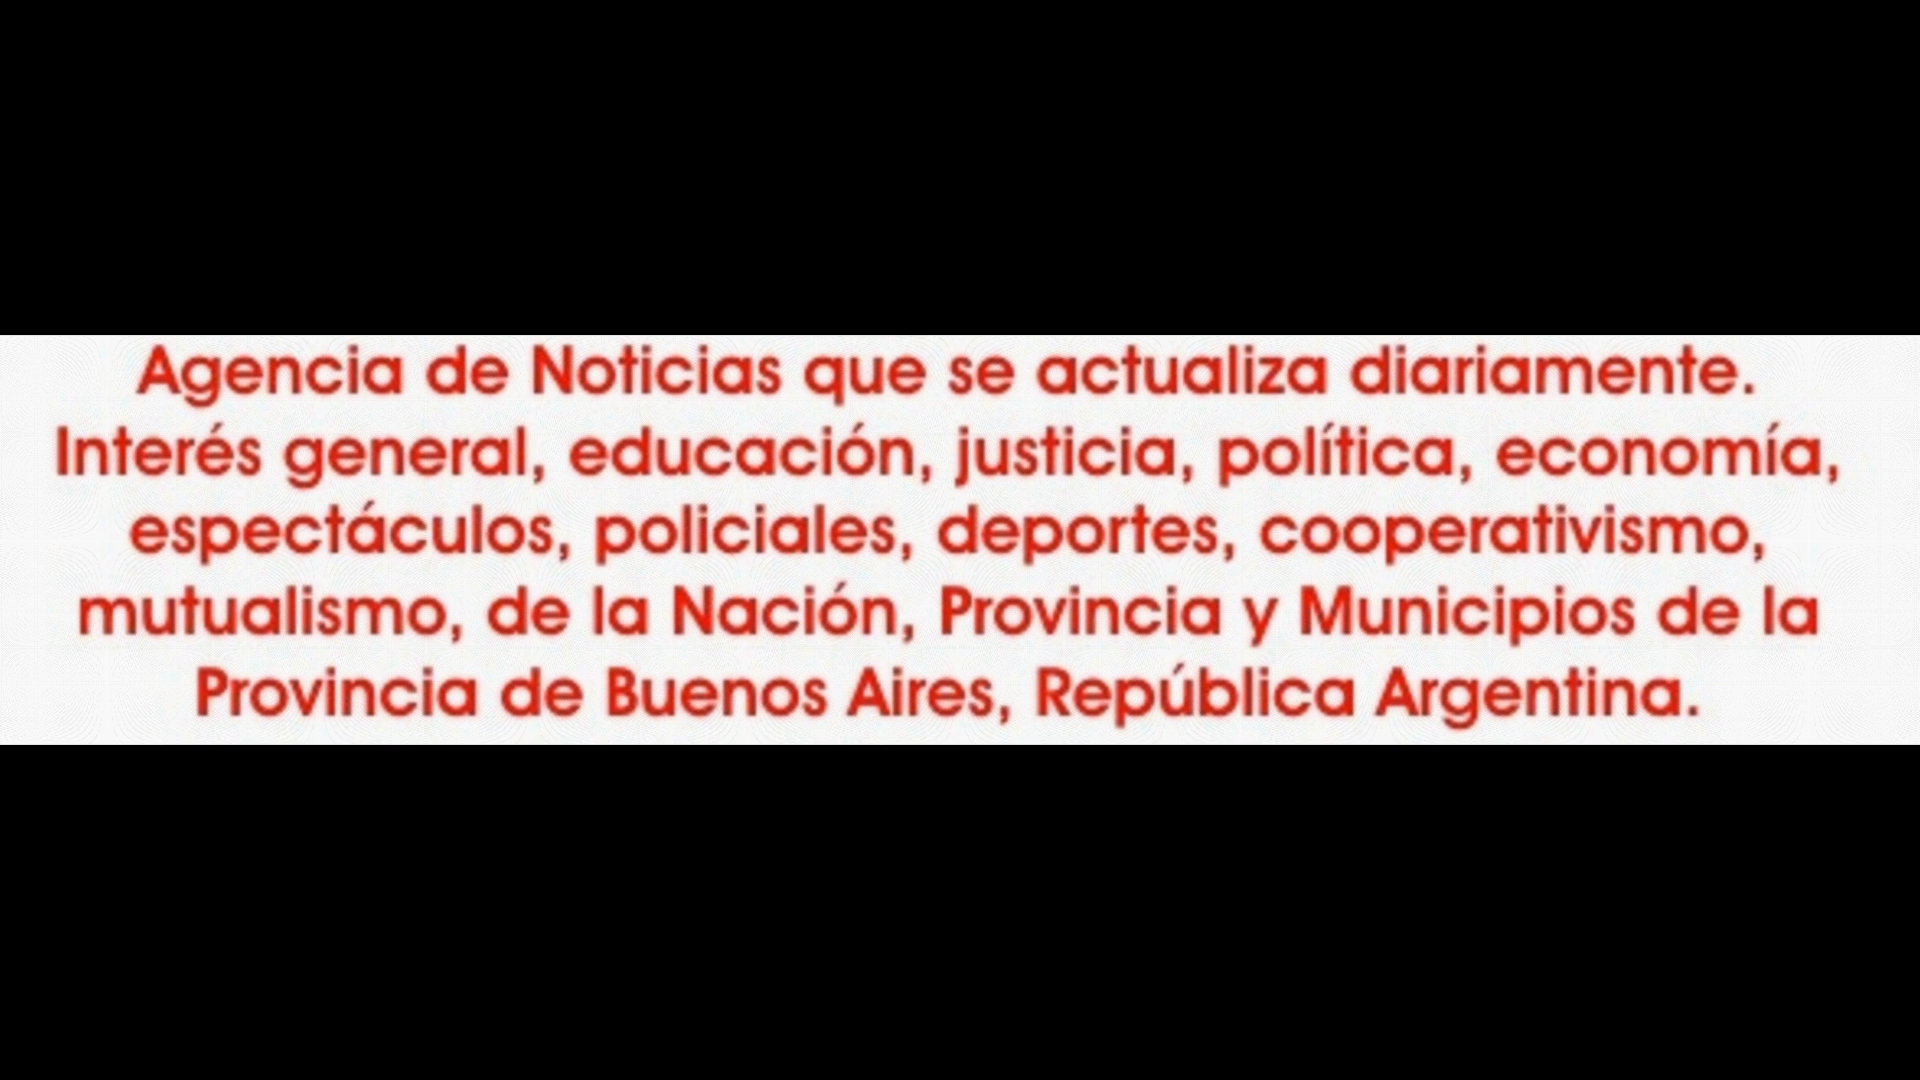 Agencia de Noticias que se actualiza diariamente.
Interés general, educación, justicia, política, economía,
espectáculos, policiales, deportes, cooperativismo,
mutualismo, de la Nación, Provincia y Municipios de la
Provincia de Buenos Aires, República Argentina.